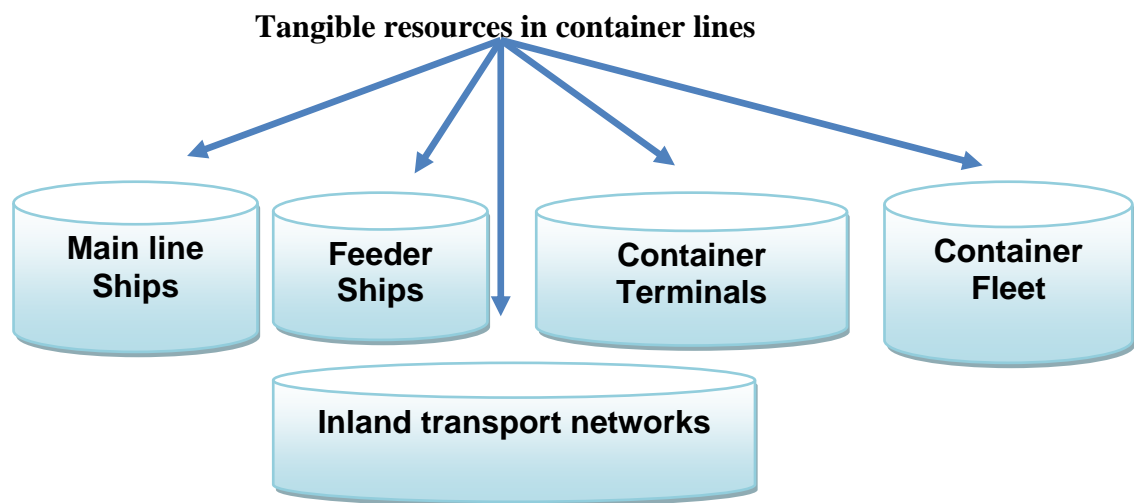 Tangible resources in container lines
Main line
Ships
Feeder
Ships
Container
Terminals
Container
Fleet
Inland transport networks